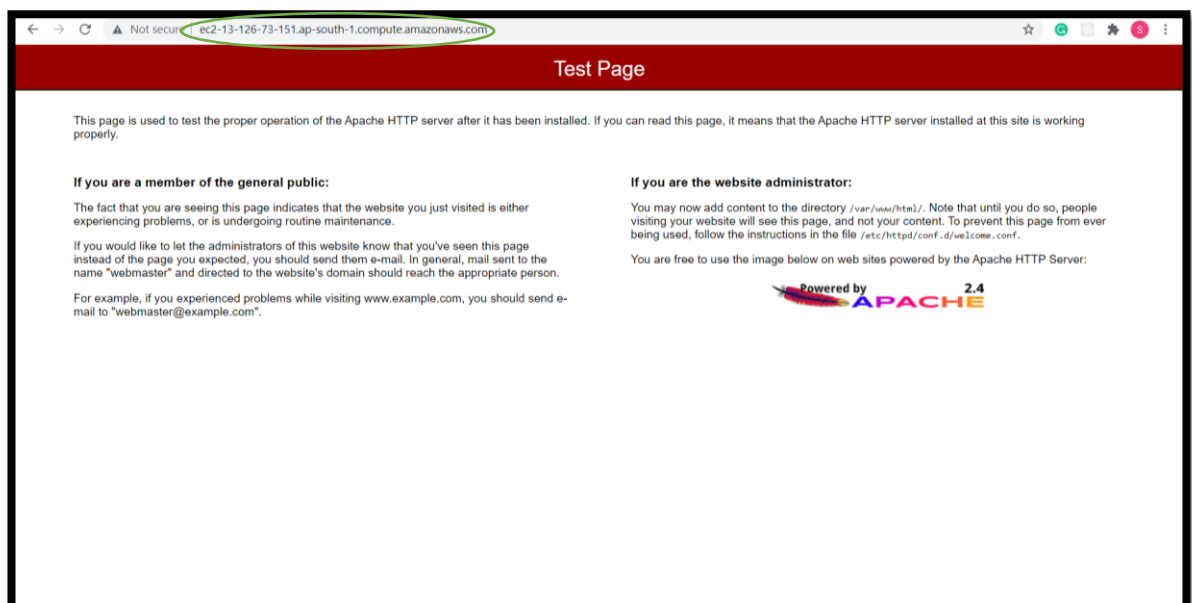 Not secure ec2-13-126-73-151.ap-south-1.compute.amazonaws.com
S
Test Page
This page is used to test the proper operation of the Apache HTTP server after it has been installed. If you can read this page, it means that the Apache HTTP server installed at this site is working
properly.
If you are a member of the general public:
The fact that you are seeing this page indicates that the website you just visited is either
experiencing problems, or is undergoing routine maintenance.
If you would like to let the administrators of this website know that you've seen this page
instead of the page you expected, you should send them e-mail. In general, mail sent to the
name "webmaster" and directed to the website's domain should reach the appropriate person.
For example, if you experienced problems while visiting www.example.com, you should send e-
mail to "webmaster@example.com".
If you are the website administrator:
You may now add content to the directory /var/www/html/. Note that until you do so, people
visiting your website will see this page, and not your content. To prevent this page from ever
being used, follow the instructions in the file /etc/httpd/conf.d/welcome.conf.
You are free to use the image below on web sites powered by the Apache HTTP Server:
Powered by 2.4
APACHE